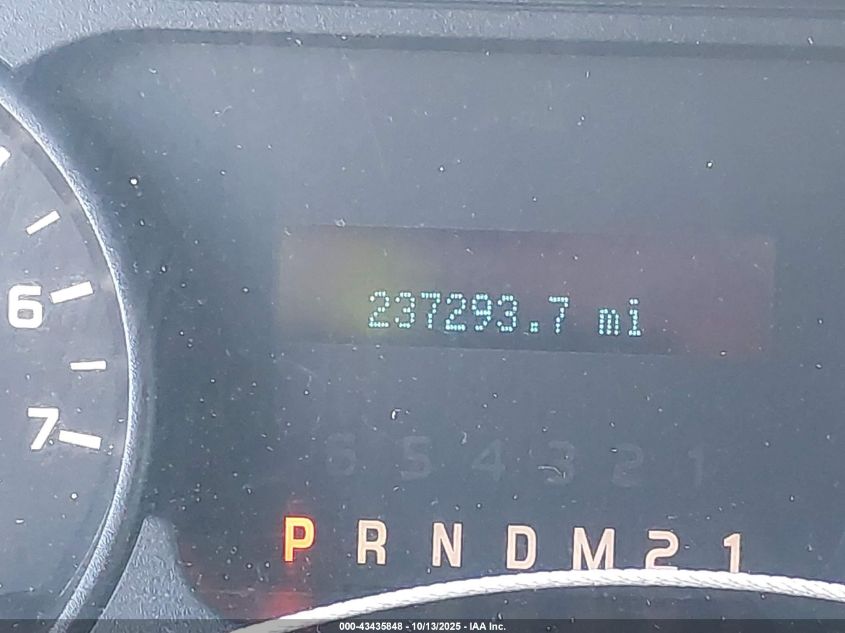 6
7
237293.7 mi
6 5 4 3 2 1
P R N D M 2 1
000-43435848 - 10/13/2025 - IAA Inc.